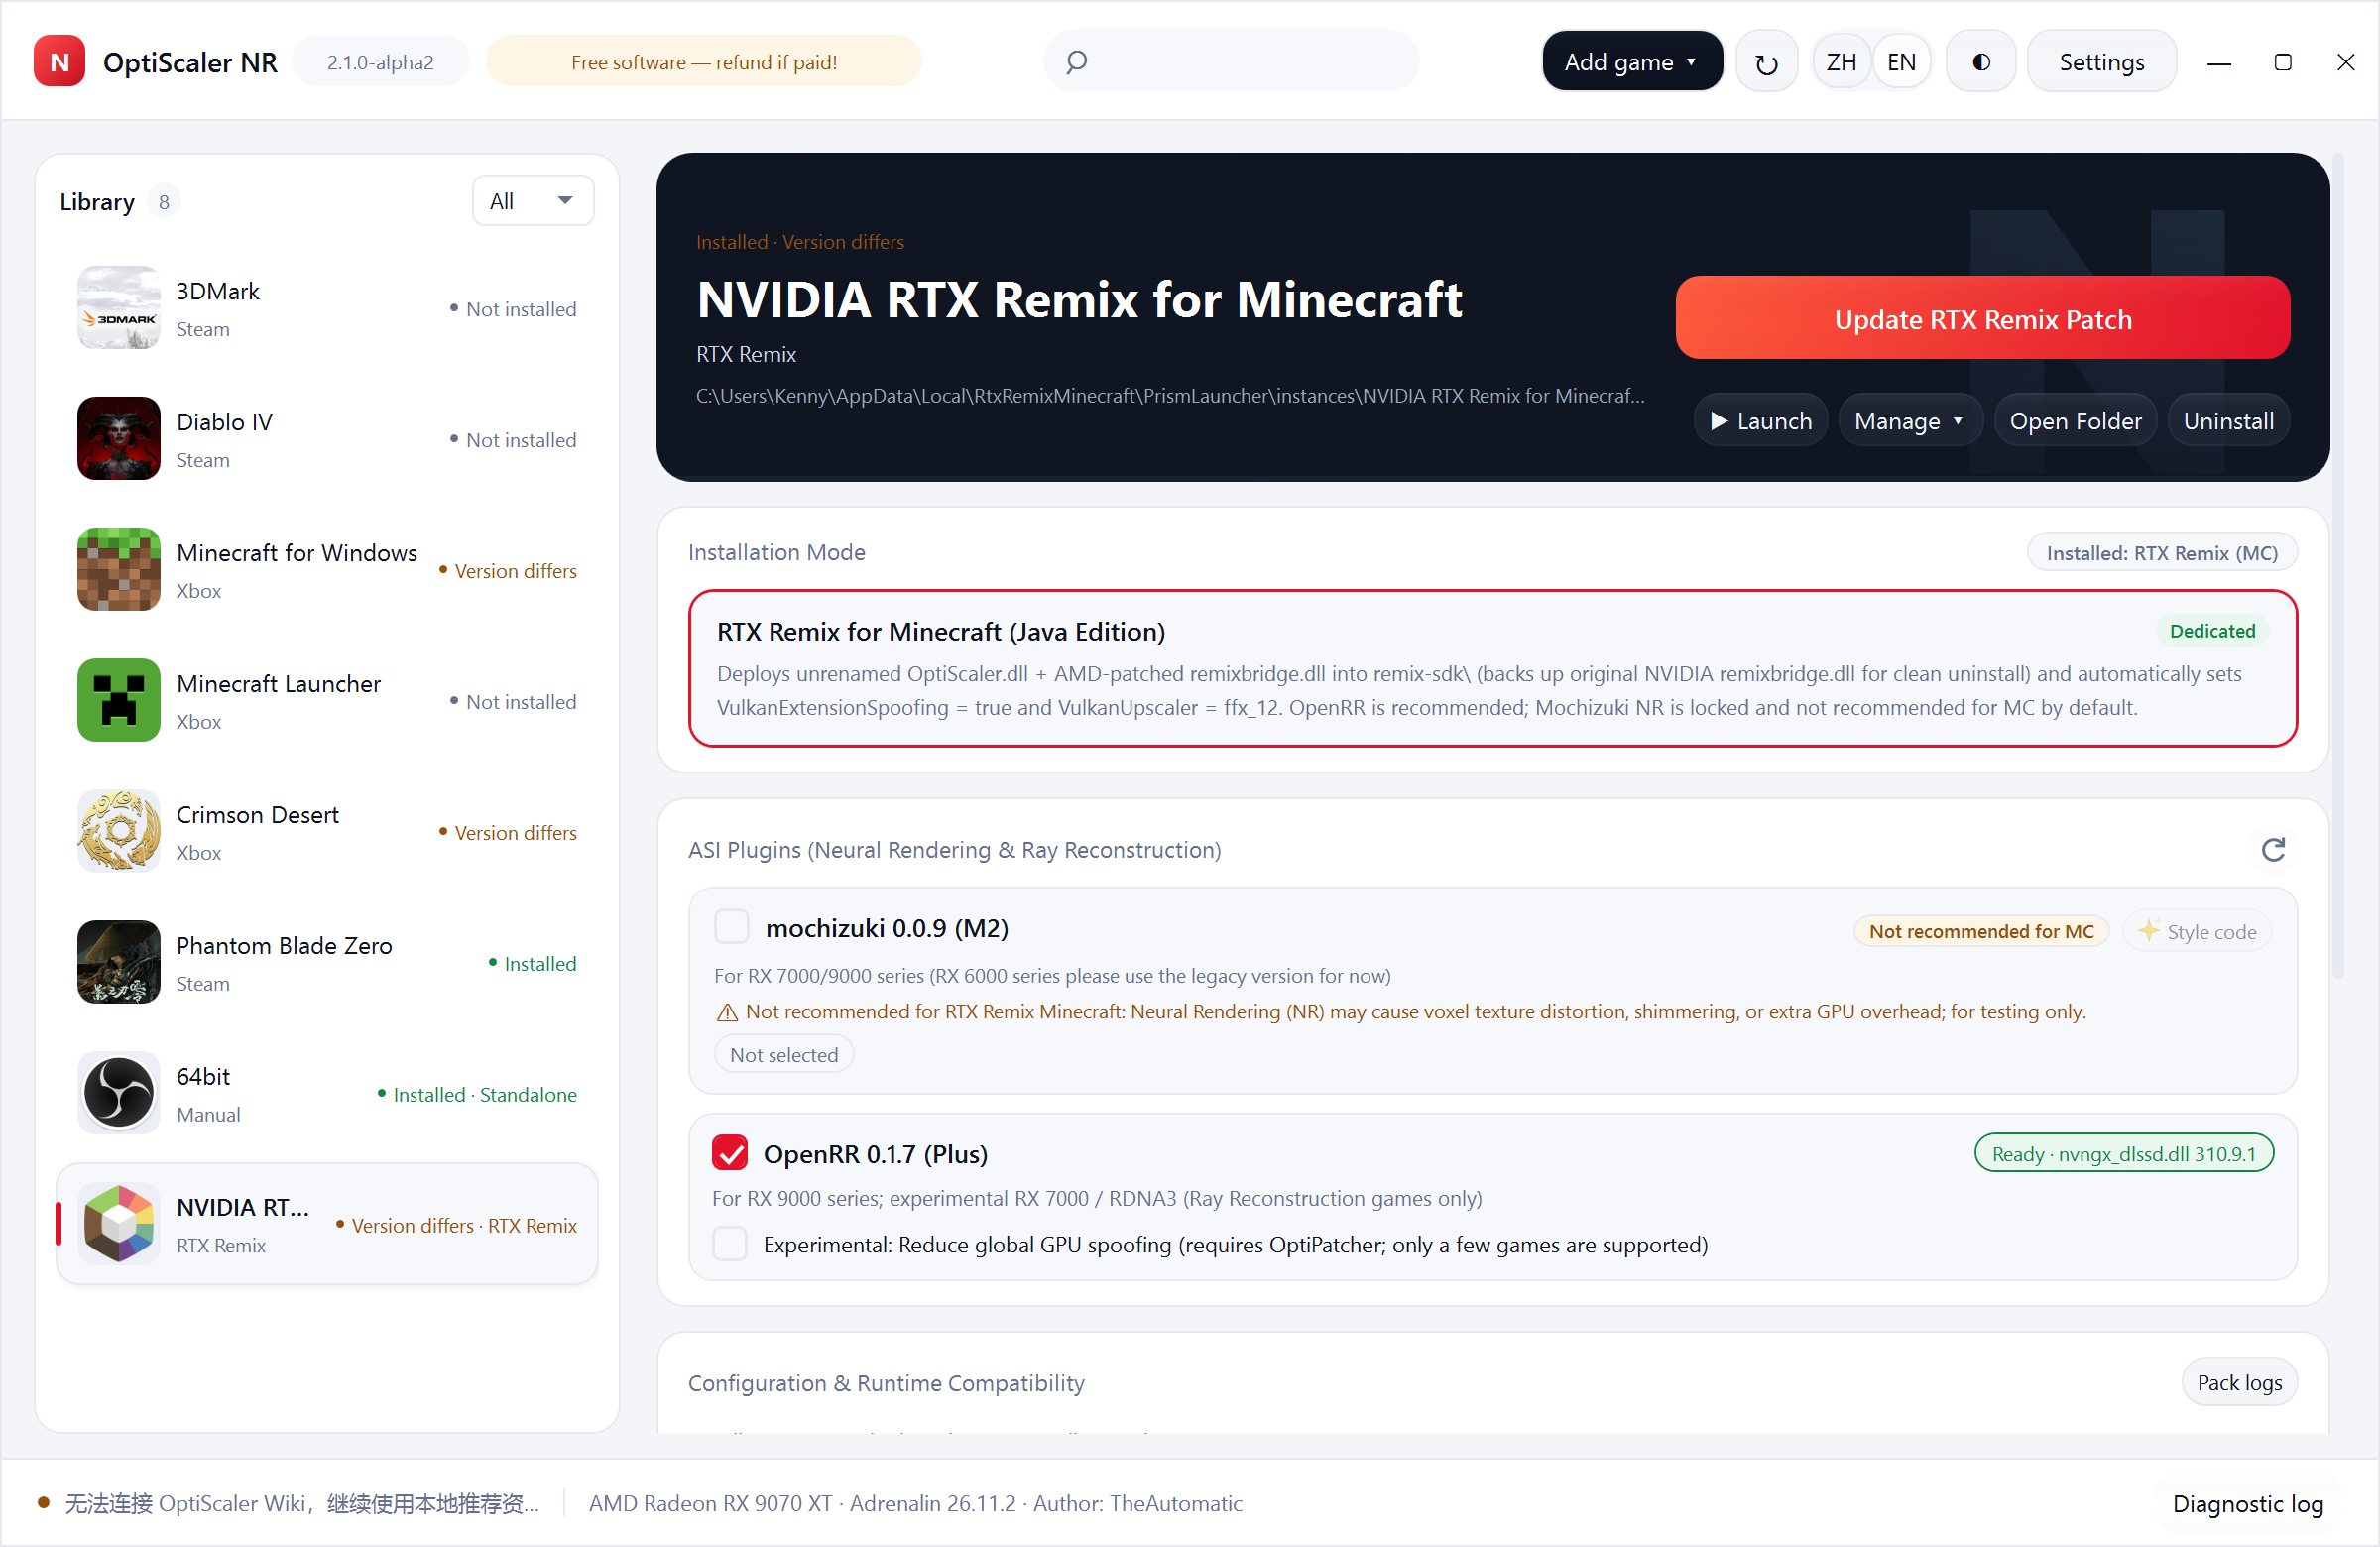 N OptiScaler NR 2.1.0-alpha2 Free software — refund if paid! Add game ZH EN Settings
Library 8 All
3DMARK
3DMark
Steam
Not installed
Diablo IV
Steam
Not installed
Minecraft for Windows
Xbox
Version differs
Minecraft Launcher
Xbox
Not installed
Crimson Desert
Xbox
Version differs
影之刃零
Phantom Blade Zero
Steam
Installed
64bit
Manual
Installed · Standalone
NVIDIA RT...
RTX Remix
Version differs · RTX Remix
Installed · Version differs
NVIDIA RTX Remix for Minecraft
RTX Remix
C:\Users\Kenny\AppData\Local\RtxRemixMinecraft\PrismLauncher\instances\NVIDIA RTX Remix for Minecraf...
N
Update RTX Remix Patch
Launch Manage Open Folder Uninstall
Installation Mode Installed: RTX Remix (MC)
RTX Remix for Minecraft (Java Edition) Dedicated
Deploys unrenamed OptiScaler.dll + AMD-patched remixbridge.dll into remix-sdk\ (backs up original NVIDIA remixbridge.dll for clean uninstall) and automatically sets
VulkanExtensionSpoofing = true and VulkanUpscaler = ffx_12. OpenRR is recommended; Mochizuki NR is locked and not recommended for MC by default.
ASI Plugins (Neural Rendering & Ray Reconstruction)
mochizuki 0.0.9 (M2) Not recommended for MC Style code
For RX 7000/9000 series (RX 6000 series please use the legacy version for now)
Not recommended for RTX Remix Minecraft: Neural Rendering (NR) may cause voxel texture distortion, shimmering, or extra GPU overhead; for testing only.
Not selected
OpenRR 0.1.7 (Plus) Ready · nvngx_dlssd.dll 310.9.1
For RX 9000 series; experimental RX 7000 / RDNA3 (Ray Reconstruction games only)
Experimental: Reduce global GPU spoofing (requires OptiPatcher; only a few games are supported)
Configuration & Runtime Compatibility Pack logs
无法连接 OptiScaler Wiki，继续使用本地推荐资... AMD Radeon RX 9070 XT · Adrenalin 26.11.2 · Author: TheAutomatic Diagnostic log